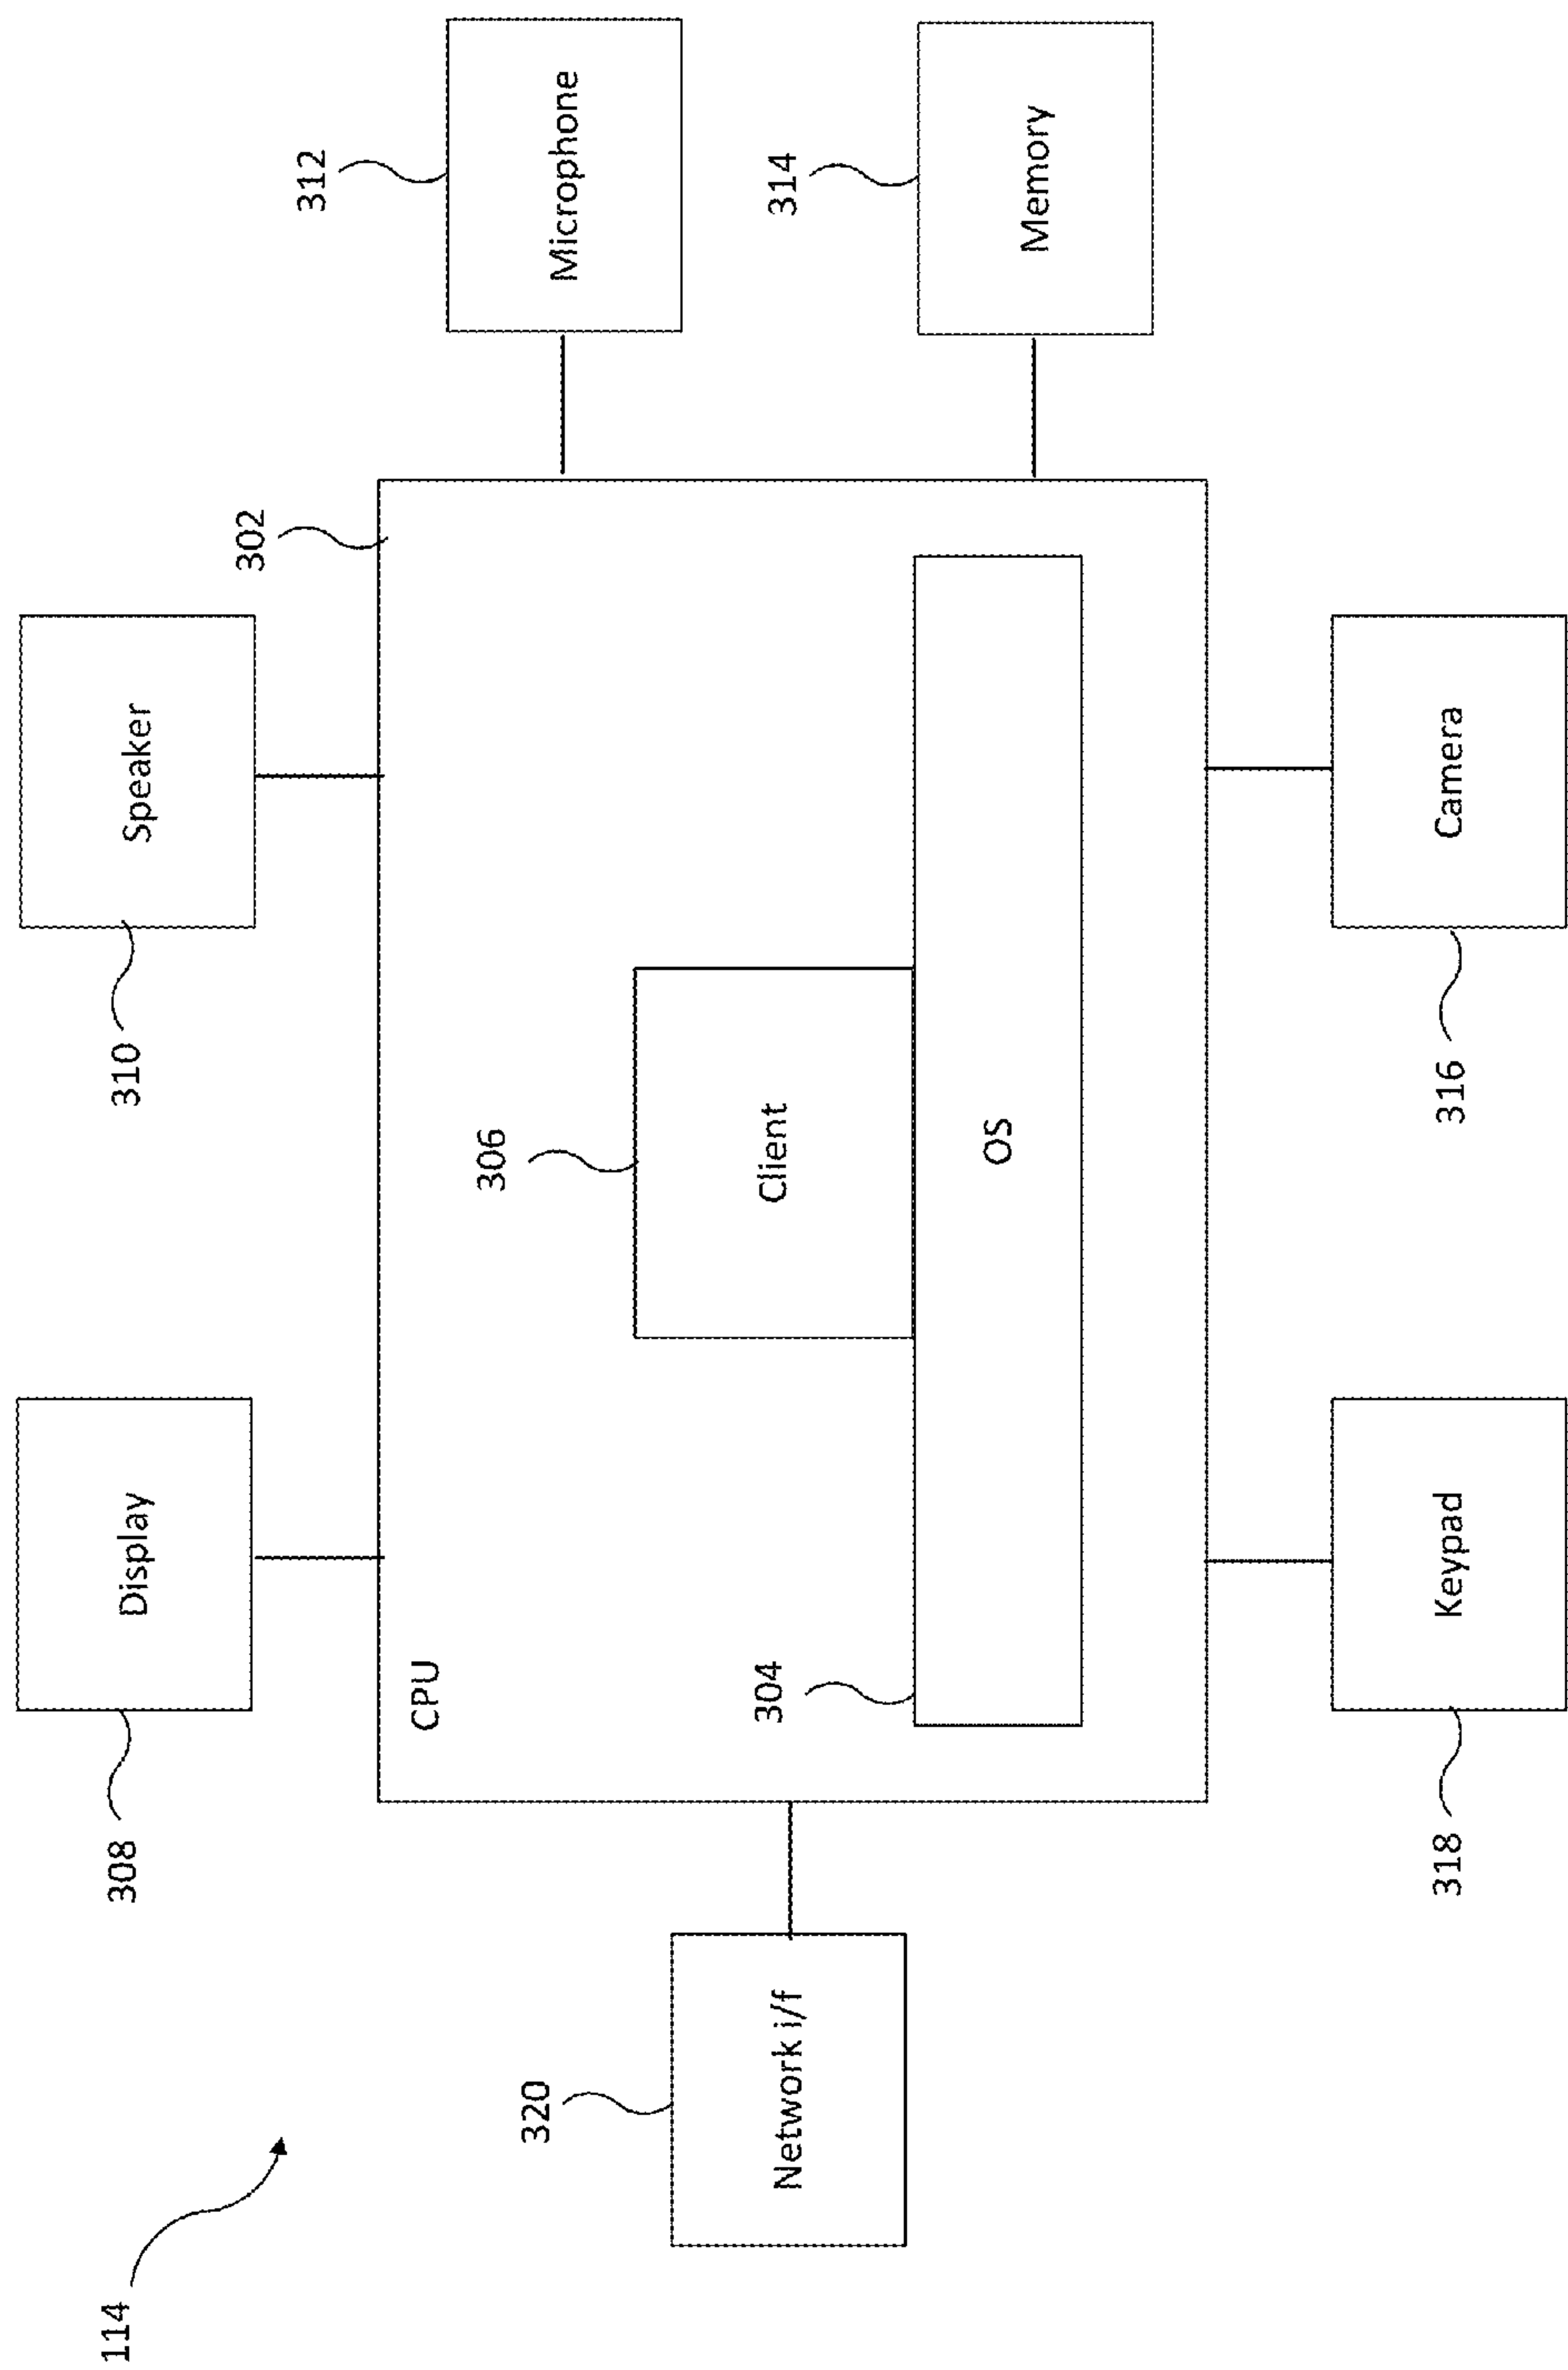 114
308
Display
310
Speaker
302
CPU
312
Microphone
320
Network i/f
306
Client
314
Memory
304
OS
318
Keypad
316
Camera